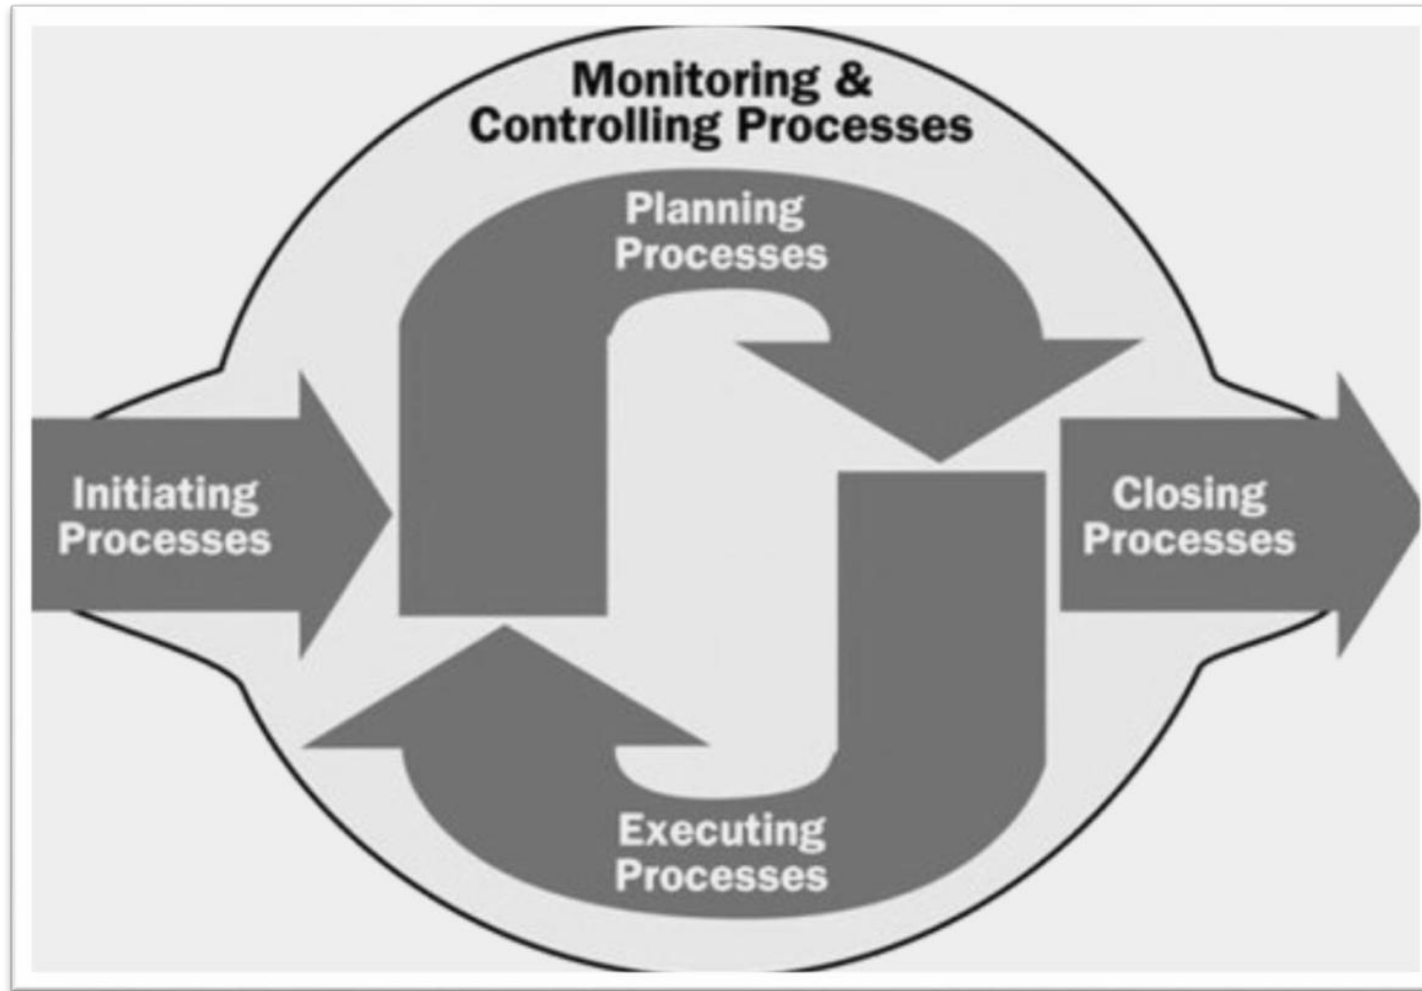 Monitoring &
Controlling Processes
Planning
Processes
Initiating
Processes
Closing
Processes
Executing
Processes